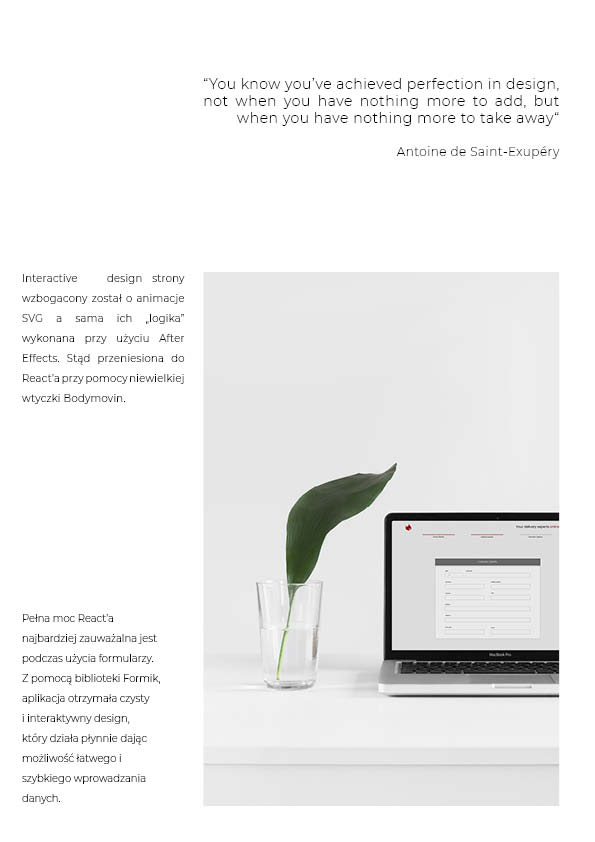 “You know you’ve achieved perfection in design,
not when you have nothing more to add, but
when you have nothing more to take away“
Antoine de Saint-Exupéry
Interactive design strony
wzbogacony został o animacje
SVG a sama ich „logika”
wykonana przy użyciu After
Effects. Stąd przeniesiona do
React’a przy pomocy niewielkiej
wtyczki Bodymovin.
Pełna moc React’a
najbardziej zauważalna jest
podczas użycia formularzy.
Z pomocą biblioteki Formik,
aplikacja otrzymała czysty
i interaktywny design,
który działa płynnie dając
możliwość łatwego i
szybkiego wprowadzania
danych.
Your delivery experts online
MacBook Pro